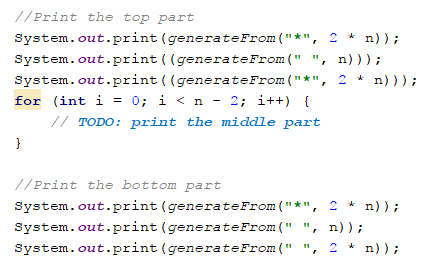 //Print the top part
System.out.print(generateFrom("*", 2 * n));
System.out.print((generateFrom(" ", n)));
System.out.print((generateFrom("*", 2 * n)));
for (int i = 0; i < n - 2; i++) {
    // TODO: print the middle part
}

//Print the bottom part
System.out.print(generateFrom("*", 2 * n));
System.out.print(generateFrom(" ", n));
System.out.print(generateFrom(" ", 2 * n));